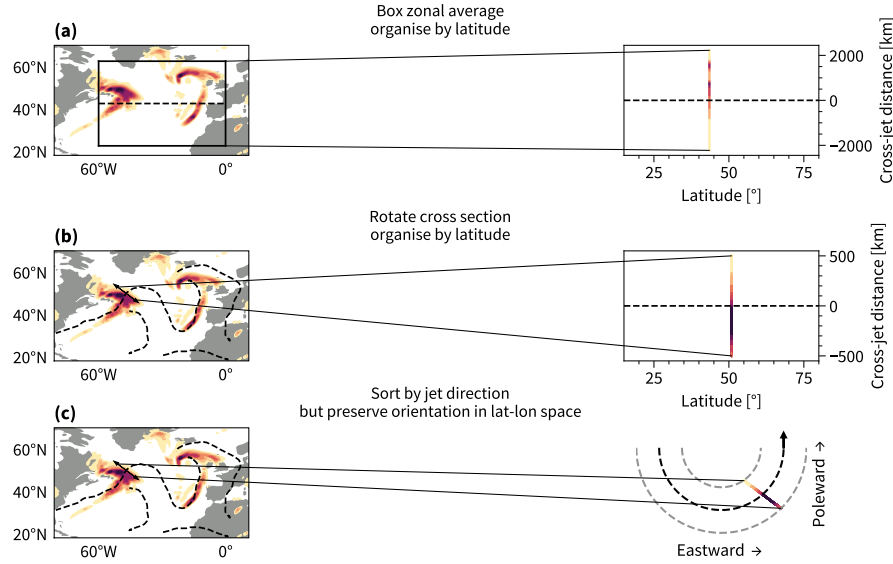 Box zonal average
organise by latitude
(a)
60°N
40°N
20°N
60°W
0°
2000
0
−2000
Cross-jet distance [km]
25
50
75
Latitude [°]
Rotate cross section
organise by latitude
(b)
60°N
40°N
20°N
60°W
0°
500
0
−500
Cross-jet distance [km]
25
50
75
Latitude [°]
Sort by jet direction
but preserve orientation in lat-lon space
(c)
60°N
40°N
20°N
60°W
0°
Poleward →
Eastward →